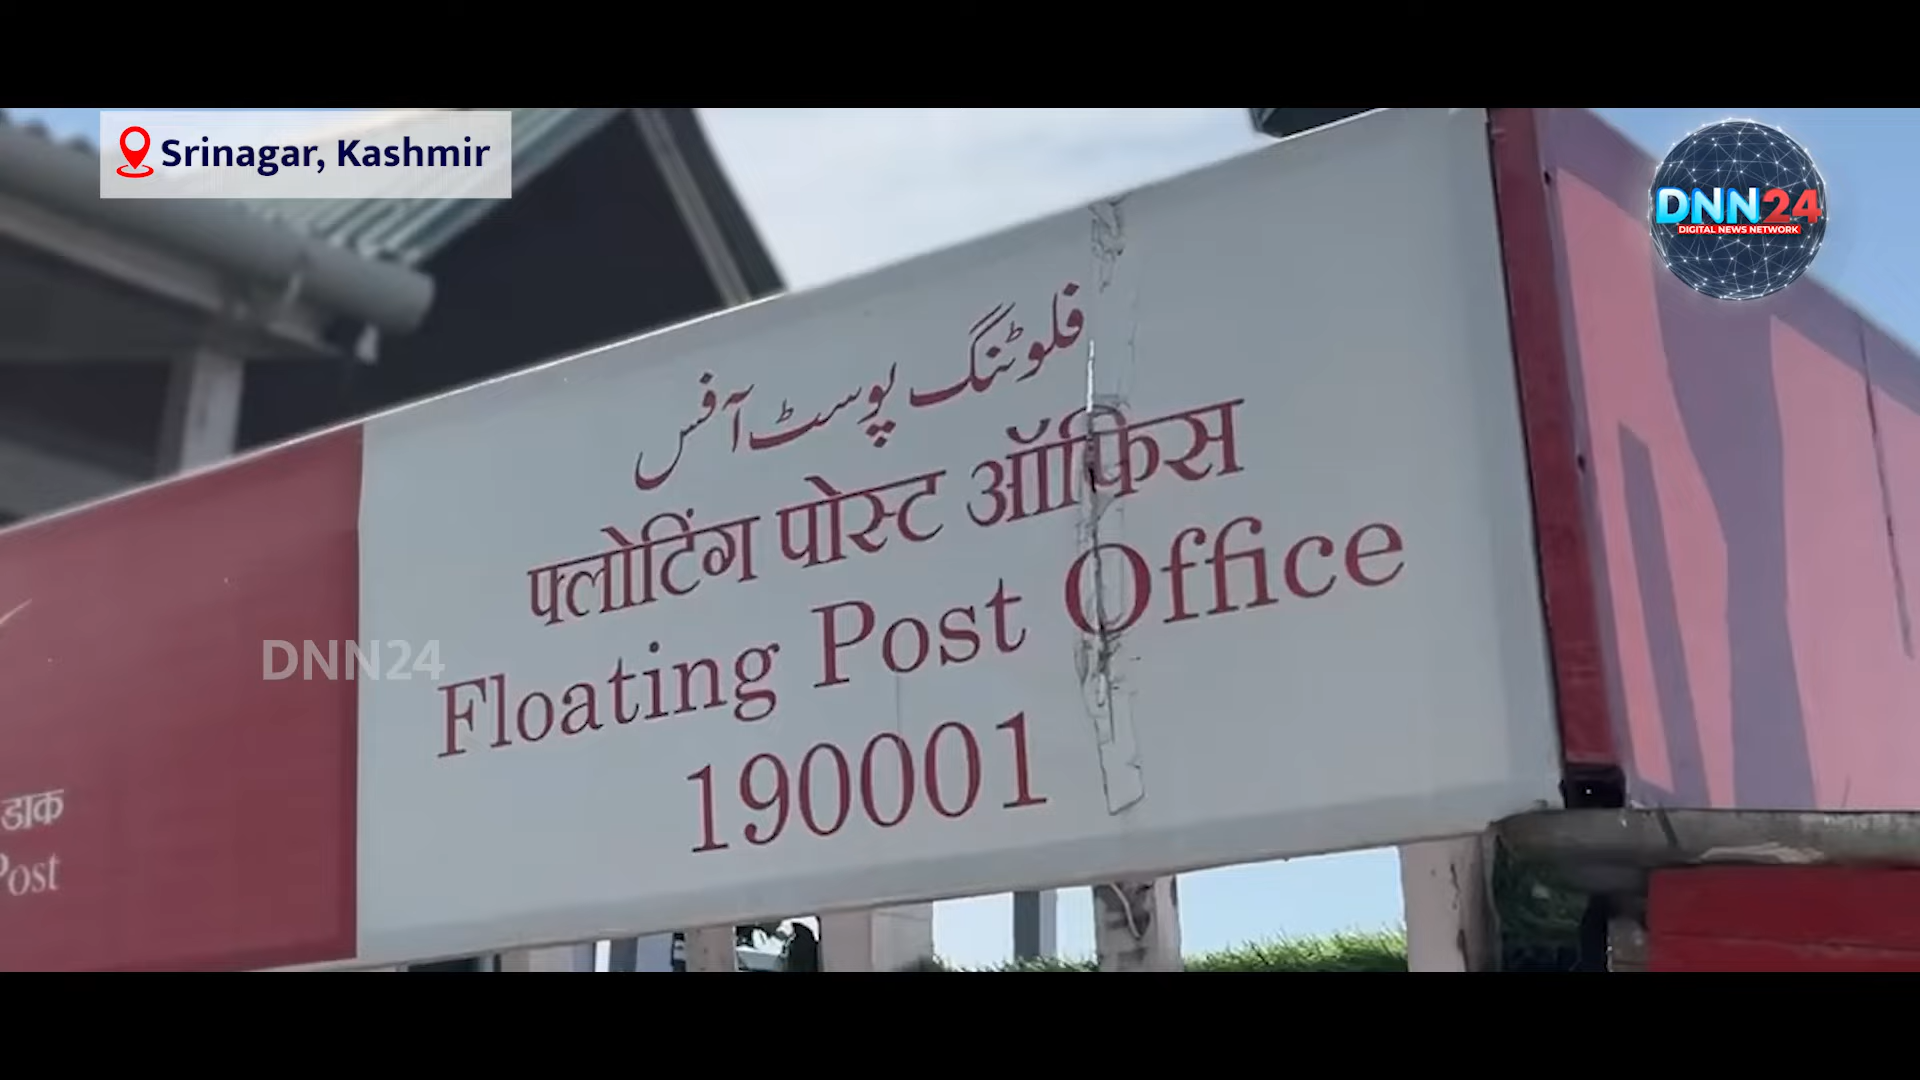 Srinagar, Kashmir
DNN24
DIGITAL NEWS NETWORK
فلوٹنگ پوسٹ آفس
फ्लोटिंग पोस्ट ऑफिस
Floating Post Office
190001
DNN24
डाक
Post